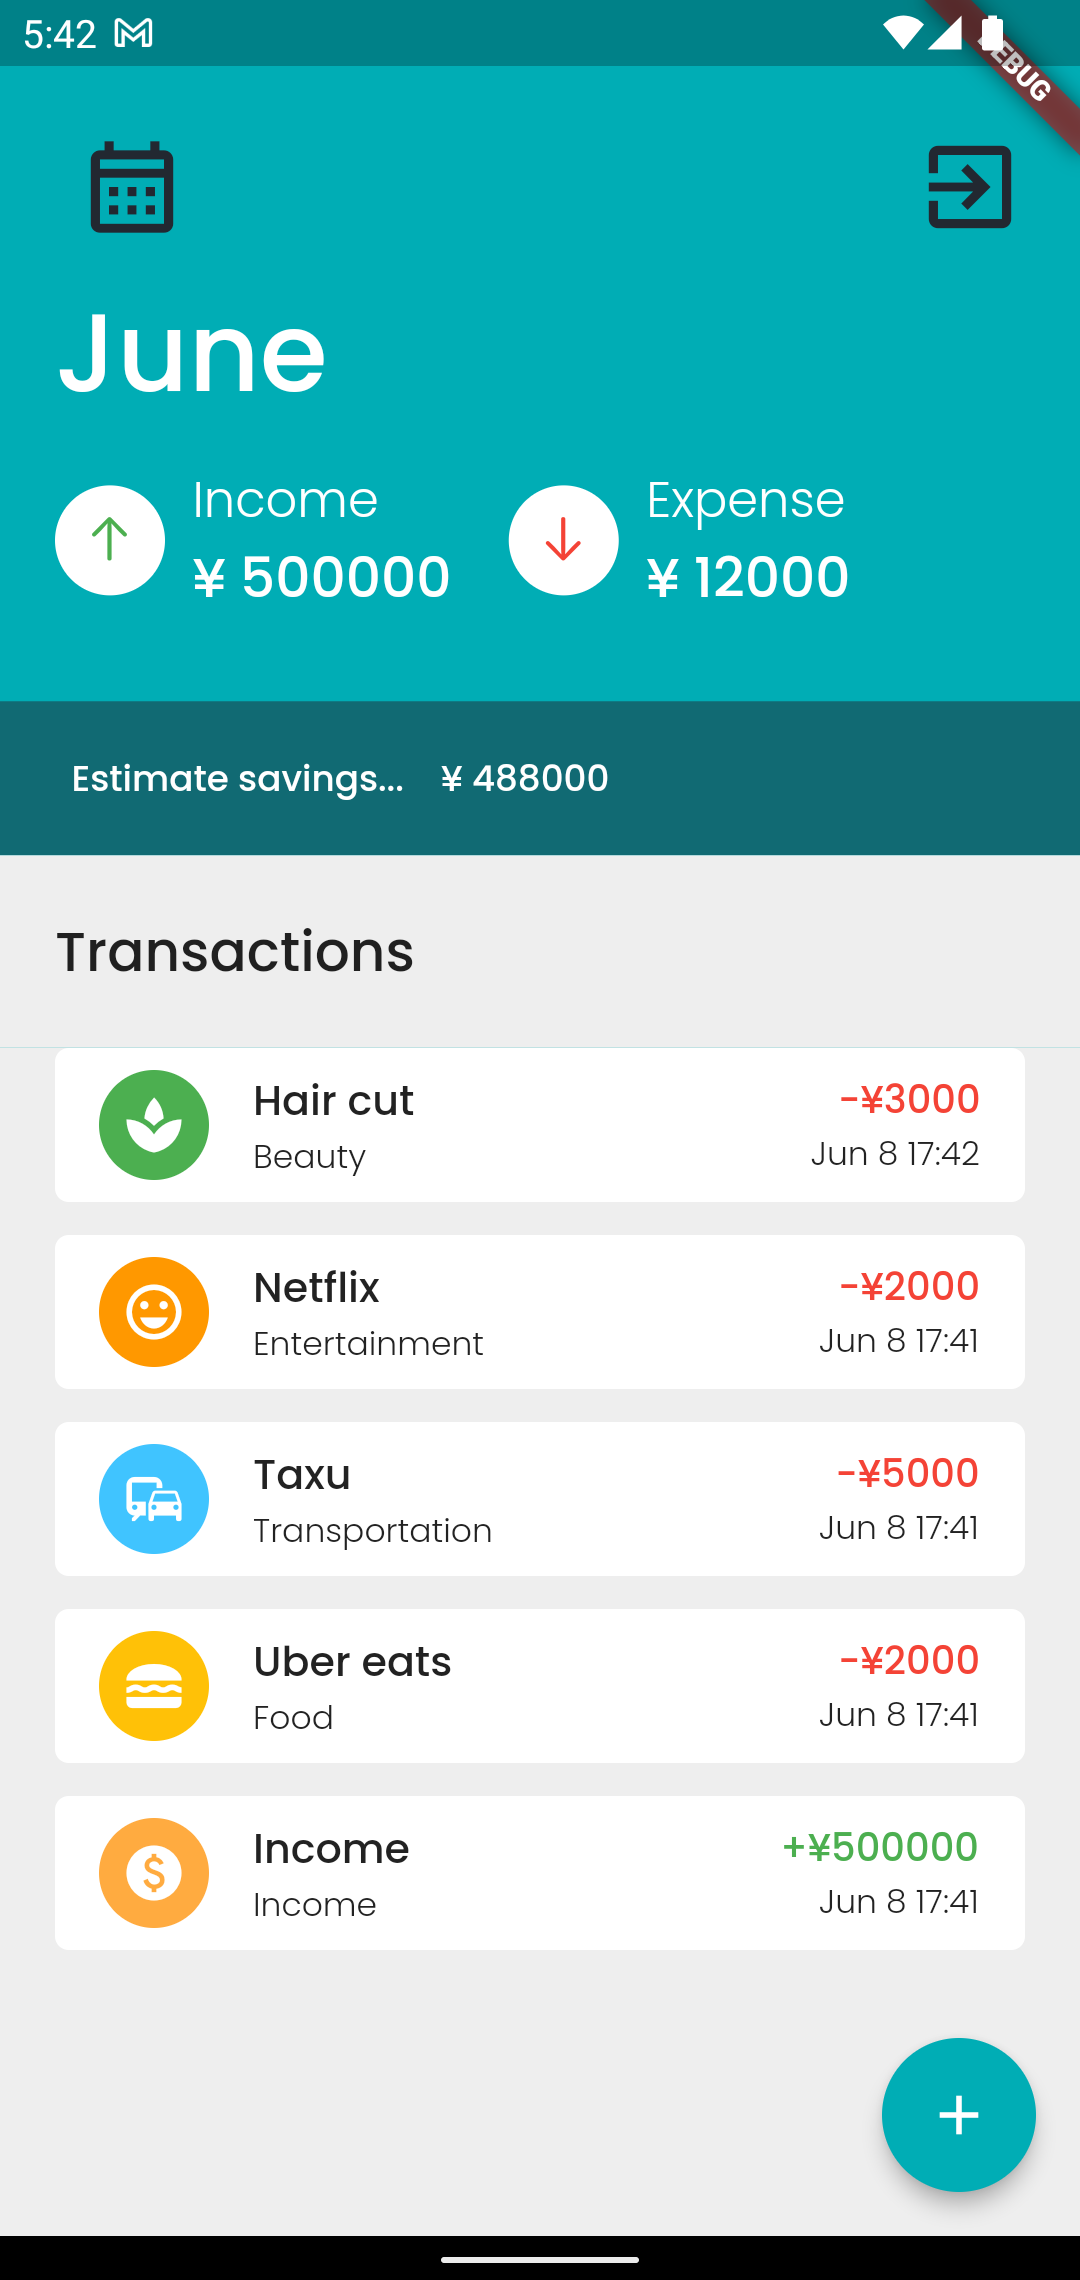 5:42
DEBUG
June
Income
¥ 500000
Expense
¥ 12000
Estimate savings... ¥ 488000
Transactions
Hair cut
-¥3000
Beauty
Jun 8 17:42
Netflix
-¥2000
Entertainment
Jun 8 17:41
Taxu
-¥5000
Transportation
Jun 8 17:41
Uber eats
-¥2000
Food
Jun 8 17:41
Income
+¥500000
Income
Jun 8 17:41